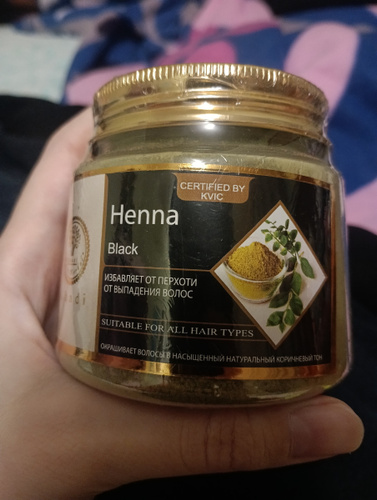 CERTIFIED BY
KVIC
Henna
Black
ИЗБАВЛЯЕТ ОТ ПЕРХОТИ
ОТ ВЫПАДЕНИЯ ВОЛОС
SUITABLE FOR ALL HAIR TYPES
ОКРАШИВАЕТ ВОЛОСЫ В НАСЫЩЕННЫЙ НАТУРАЛЬНЫЙ КОРИЧНЕВЫЙ ТОН